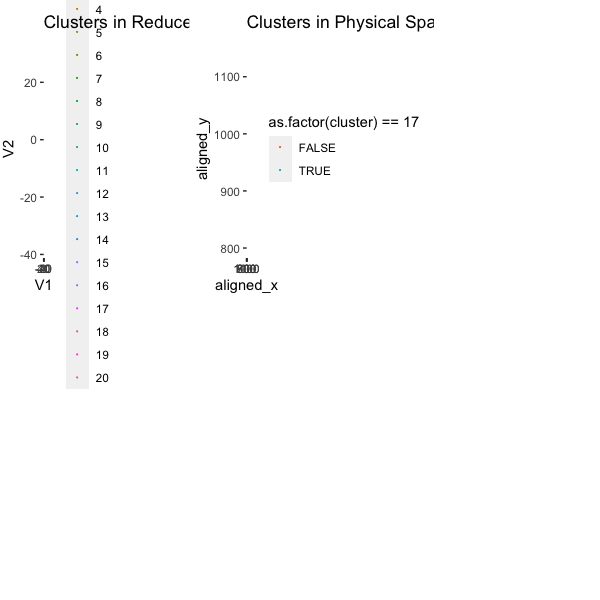 Clusters in Reduce
4
5
6
7
8
9
10
11
12
13
14
15
16
17
18
19
20
20
0
-20
-40
V2
V1
Clusters in Physical Spa
1100
1000
900
800
aligned_y
aligned_x
as.factor(cluster) == 17
FALSE
TRUE